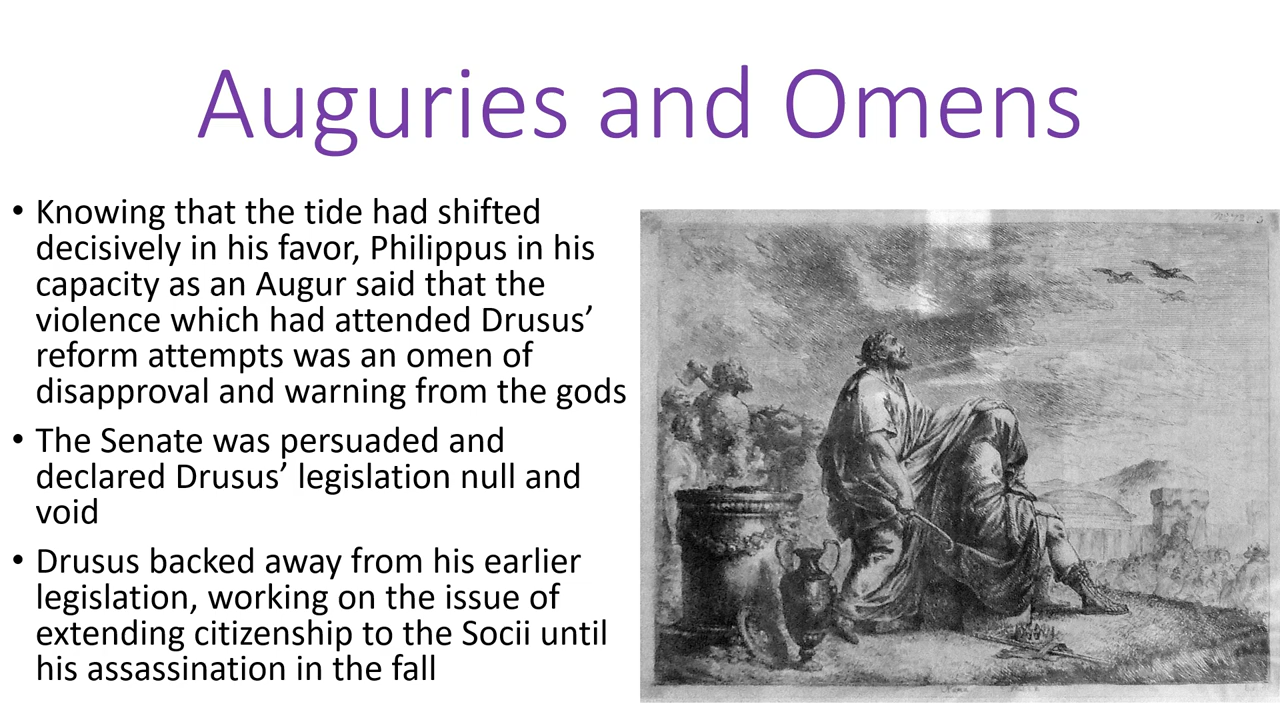 Auguries and Omens
• Knowing that the tide had shifted
decisively in his favor, Philippus in his
capacity as an Augur said that the
violence which had attended Drusus’
reform attempts was an omen of
disapproval and warning from the gods
• The Senate was persuaded and
declared Drusus’ legislation null and
void
• Drusus backed away from his earlier
legislation, working on the issue of
extending citizenship to the Socii until
his assassination in the fall